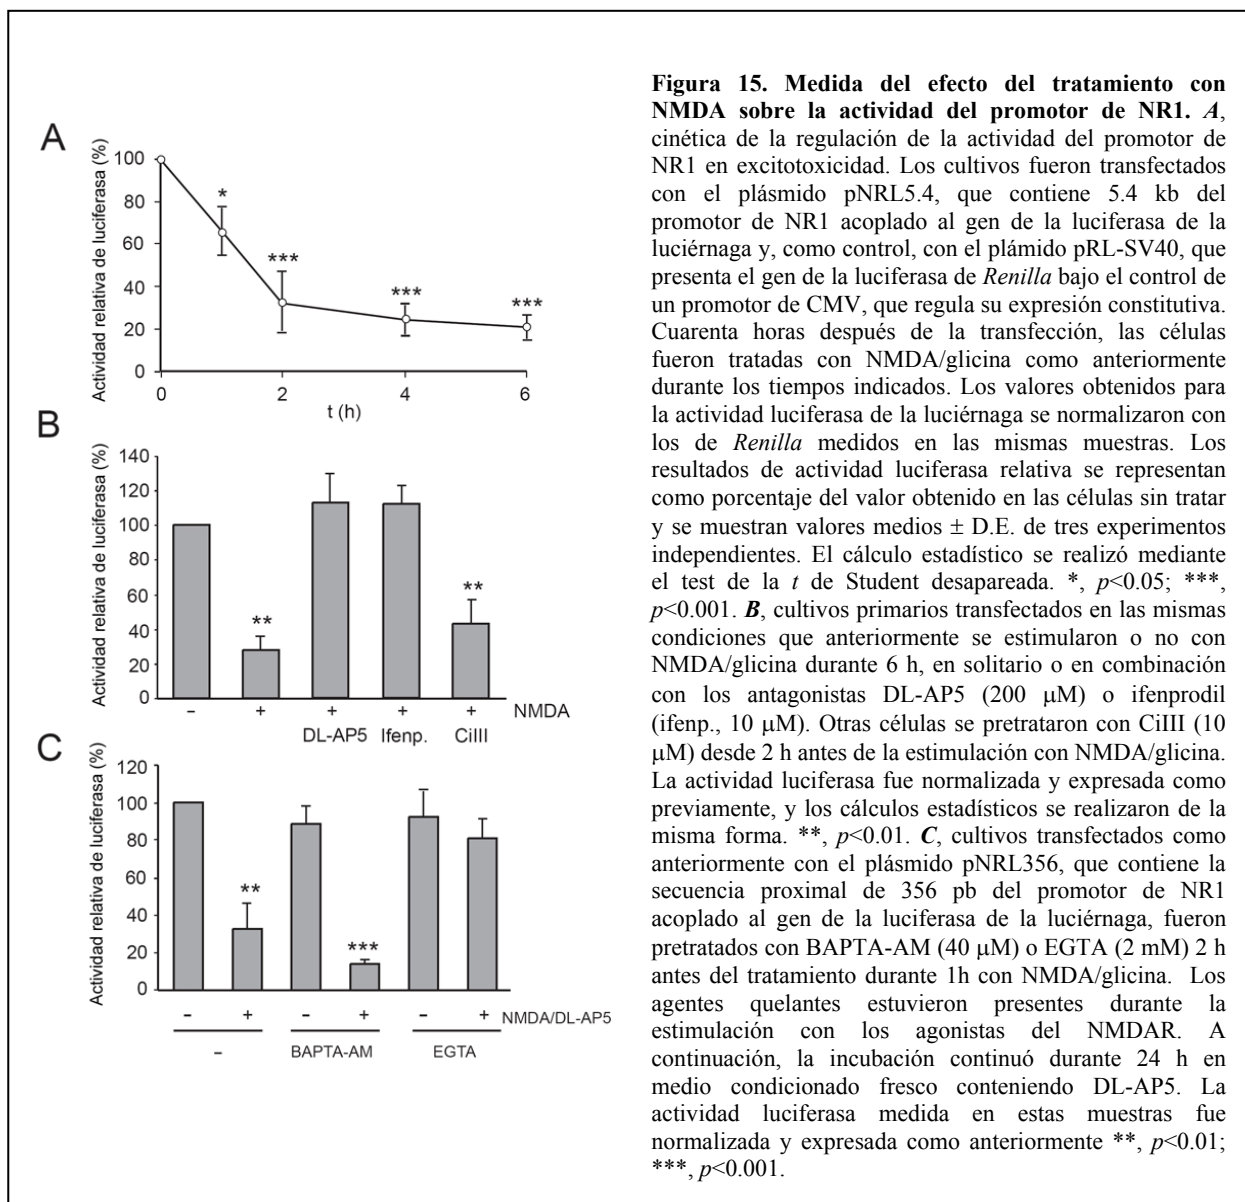 Figura 15. Medida del efecto del tratamiento con
NMDA sobre la actividad del promotor de NR1. A,
cinética de la regulación de la actividad del promotor de
NR1 en excitotoxicidad. Los cultivos fueron transfectados
con el plásmido pNRL5.4, que contiene 5.4 kb del
promotor de NR1 acoplado al gen de la luciferasa de la
luciérnaga y, como control, con el plámido pRL-SV40, que
presenta el gen de la luciferasa de Renilla bajo el control de
un promotor de CMV, que regula su expresión constitutiva.
Cuarenta horas después de la transfección, las células
fueron tratadas con NMDA/glicina como anteriormente
durante los tiempos indicados. Los valores obtenidos para
la actividad luciferasa de la luciérnaga se normalizaron con
los de Renilla medidos en las mismas muestras. Los
resultados de actividad luciferasa relativa se representan
como porcentaje del valor obtenido en las células sin tratar
y se muestran valores medios ± D.E. de tres experimentos
independientes. El cálculo estadístico se realizó mediante
el test de la t de Student desapareada. *, p<0.05; ***,
p<0.001. B, cultivos primarios transfectados en las mismas
condiciones que anteriormente se estimularon o no con
NMDA/glicina durante 6 h, en solitario o en combinación
con los antagonistas DL-AP5 (200 μM) o ifenprodil
(ifenp., 10 μM). Otras células se pretrataron con CiIII (10
μM) desde 2 h antes de la estimulación con NMDA/glicina.
La actividad luciferasa fue normalizada y expresada como
previamente, y los cálculos estadísticos se realizaron de la
misma forma. **, p<0.01. C, cultivos transfectados como
anteriormente con el plásmido pNRL356, que contiene la
secuencia proximal de 356 pb del promotor de NR1
acoplado al gen de la luciferasa de la luciérnaga, fueron
pretratados con BAPTA-AM (40 μM) o EGTA (2 mM) 2 h
antes del tratamiento durante 1h con NMDA/glicina. Los
agentes quelantes estuvieron presentes durante la
estimulación con los agonistas del NMDAR. A
continuación, la incubación continuó durante 24 h en
medio condicionado fresco conteniendo DL-AP5. La
actividad luciferasa medida en estas muestras fue
normalizada y expresada como anteriormente **, p<0.01;
***, p<0.001.
A
Actividad relativa de luciferasa (%)
100
80
60
40
20
0
* *** *** ***
0 2 4 6
t (h)
B
Actividad relativa de luciferasa (%)
140
120
100
80
60
40
20
0
** **
- + + + + NMDA
DL-AP5 Ifenp. CiIII
C
Actividad relativa de luciferasa (%)
120
100
80
60
40
20
0
** ***
- + - + - + NMDA/DL-AP5
- BAPTA-AM EGTA